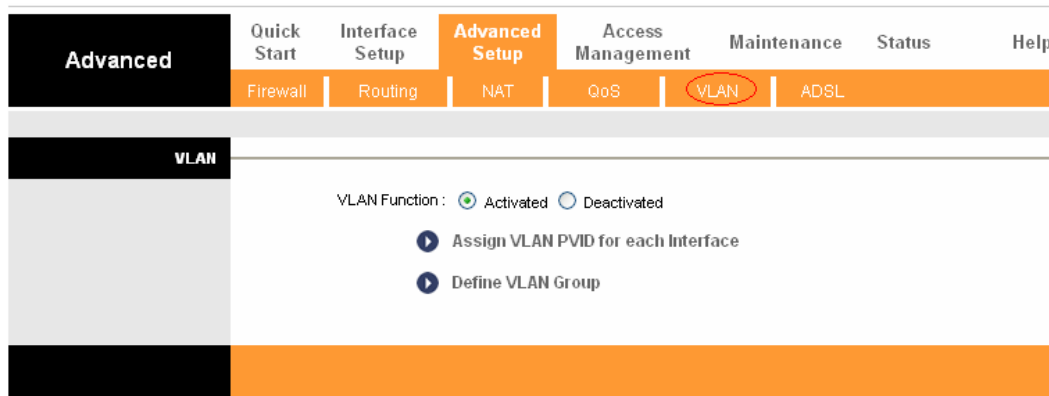 Advanced
Quick Start
Interface Setup
Advanced Setup
Access Management
Maintenance
Status
Help
Firewall
Routing
NAT
QoS
VLAN
ADSL
VLAN
VLAN Function : Activated Deactivated
Assign VLAN PVID for each Interface
Define VLAN Group